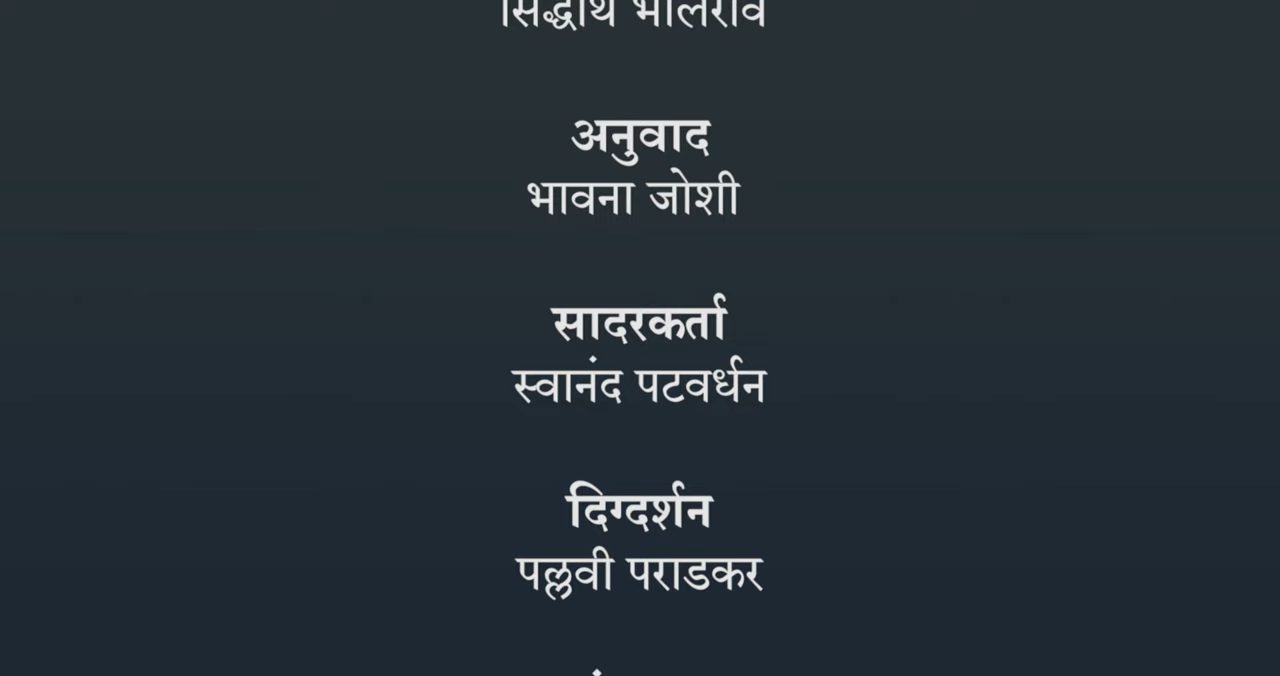 सिद्धार्थ भालेराव
अनुवाद
भावना जोशी
सादरकर्ता
स्वानंद पटवर्धन
दिग्दर्शन
पल्लवी पराडकर